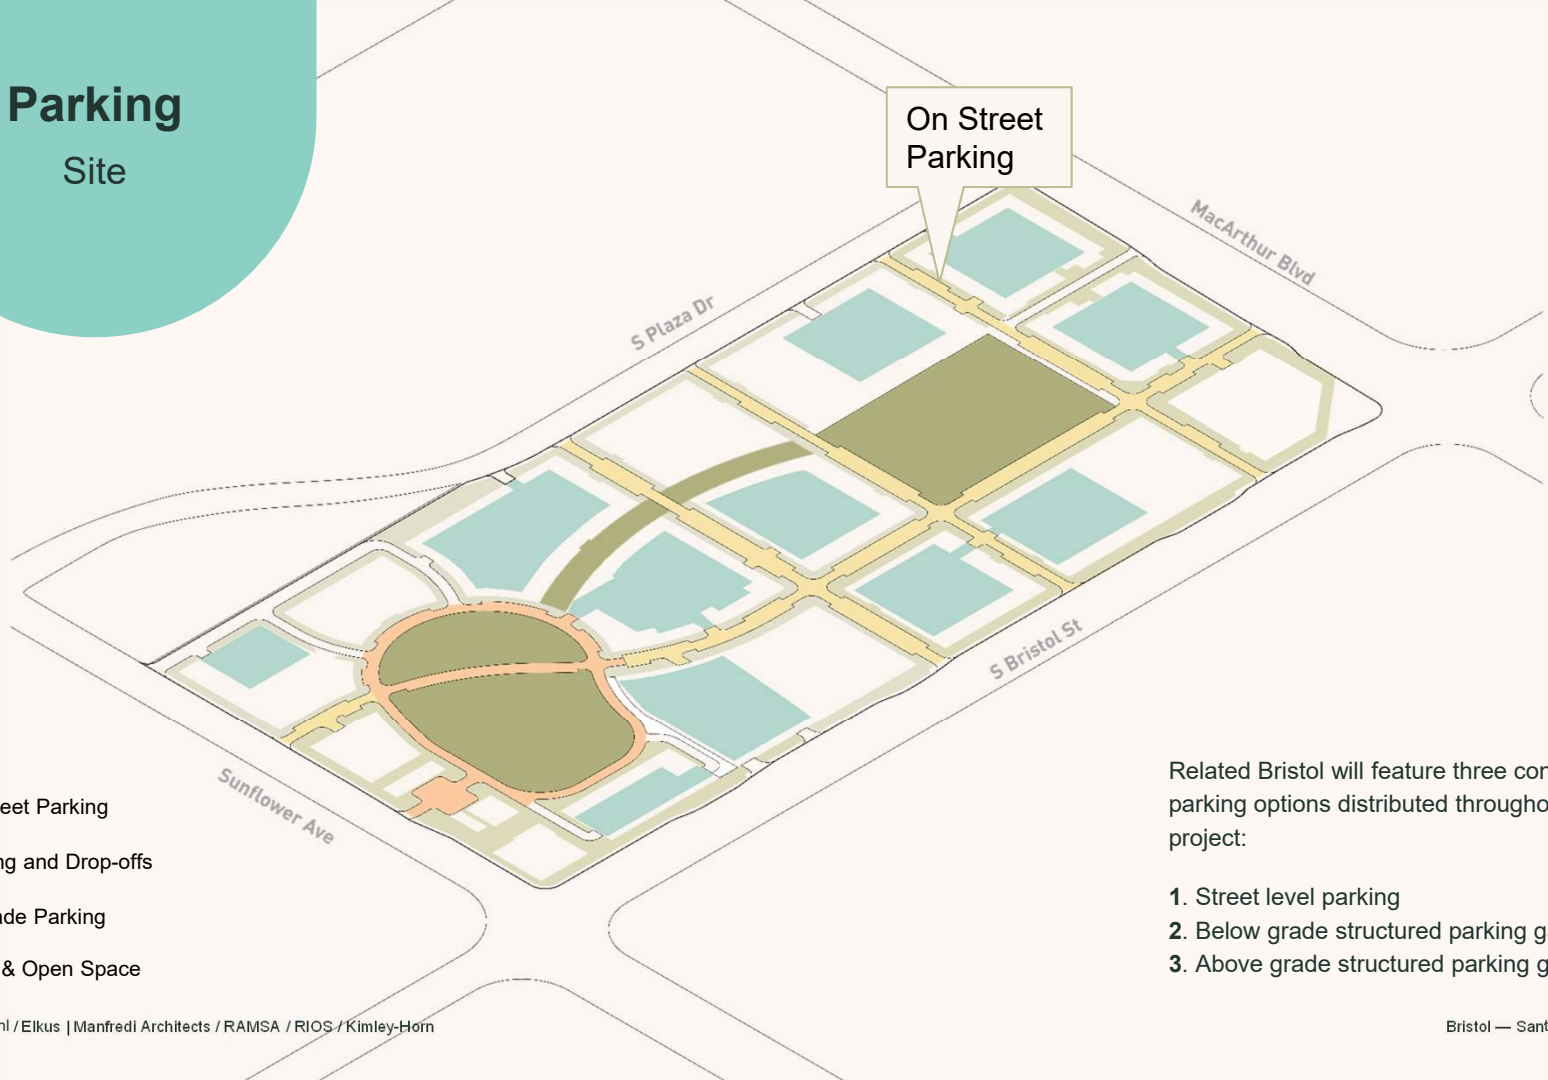 Parking
Site
On Street
Parking
MacArthur Blvd
S Plaza Dr
S Bristol St
Sunflower Ave
eet Parking
ng and Drop-offs
de Parking
& Open Space
Related Bristol will feature three con
parking options distributed througho
project:
1. Street level parking
2. Below grade structured parking g
3. Above grade structured parking g
/ Elkus | Manfredi Architects / RAMSA / RIOS / Kimley-Horn
Bristol — Sant